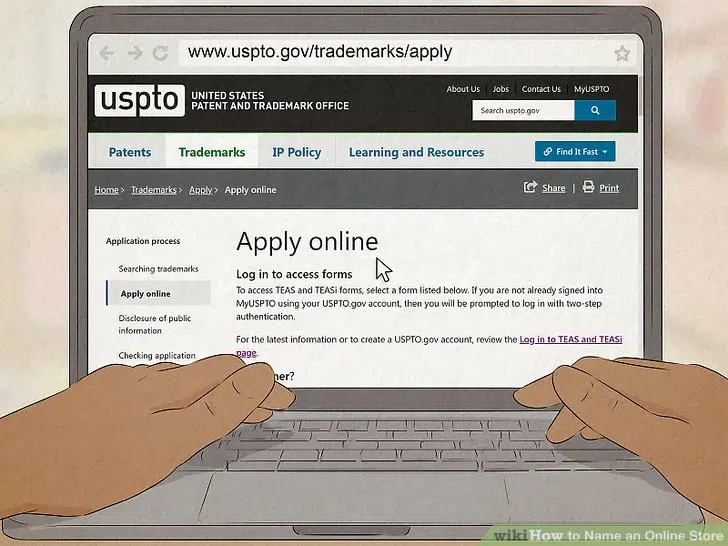 www.uspto.gov/trademarks/apply
About Us | Jobs | Contact Us | MyUSPTO
uspto
UNITED STATES
PATENT AND TRADEMARK OFFICE
Search uspto.gov
Patents
Trademarks
IP Policy
Learning and Resources
Find It Fast
Home> Trademarks> Apply> Apply online
Share | Print
Application process
Searching trademarks
Apply online
Disclosure of public
information
Checking application
Apply online
Log in to access forms
To access TEAS and TEASi forms, select a form listed below. If you are not already signed into
MyUSPTO using your USPTO.gov account, then you will be prompted to log in with two-step
authentication.
For the latest information or to create a USPTO.gov account, review the Log in to TEAS and TEASi
page.
wikiHow to Name an Online Store